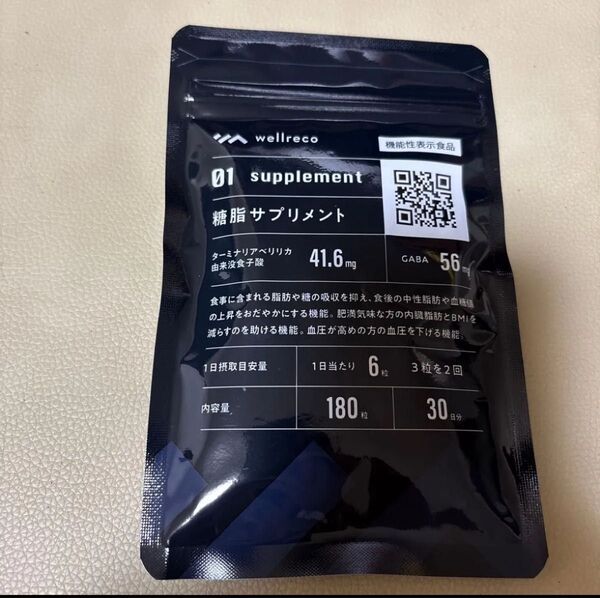 wellreco
機能性表示食品
01 supplement
糖脂サプリメント
ターミナリアベリリカ
由来没食子酸
41.6mg
GABA 56mg
食事に含まれる脂肪や糖の吸収を抑え、食後の中性脂肪や血糖値
の上昇をおだやかにする機能。肥満気味な方の内臓脂肪とBMIを
減らすのを助ける機能。血圧が高めの方の血圧を下げる機能。
1日摂取目安量 1日当たり 6粒 3粒を2回
内容量 180粒 30日分